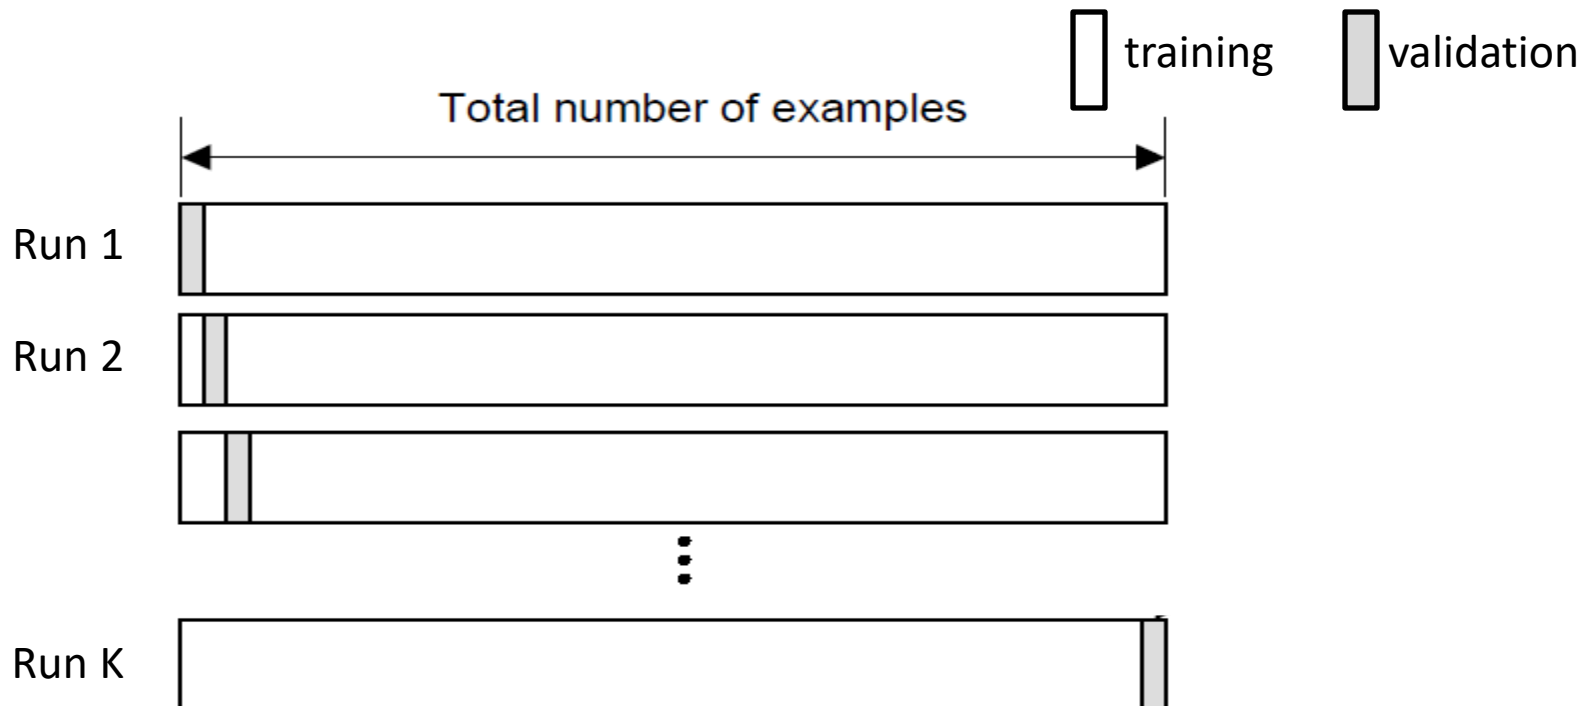 training
validation
Total number of examples
Run 1
Run 2
Run K